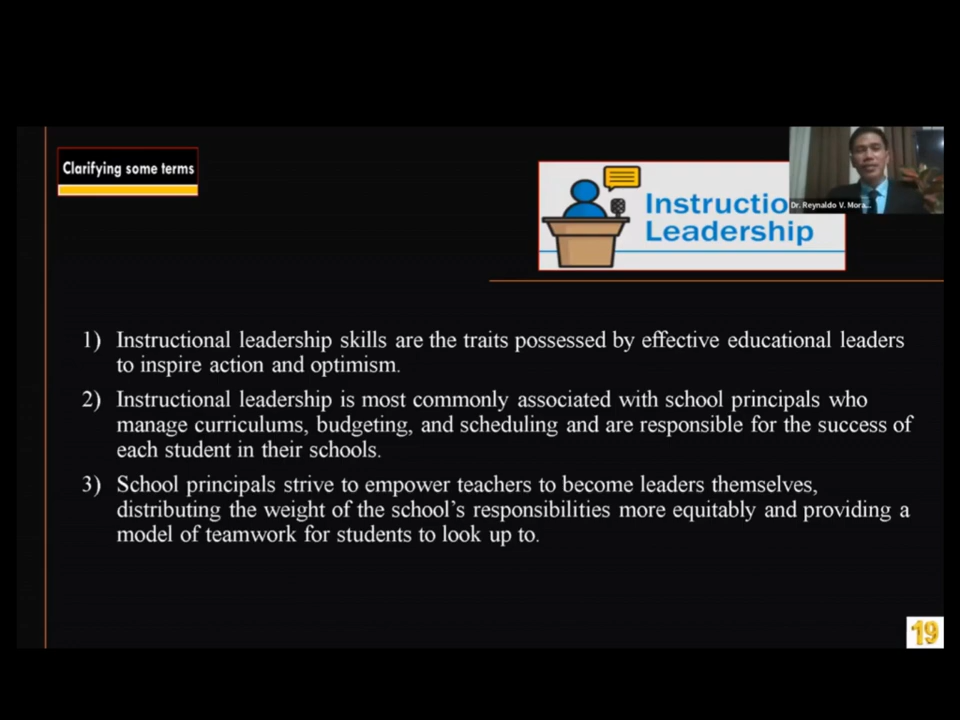 Clarifying some terms
Instructio
Leadership
Dr. Reynaldo V. Mora...
1) Instructional leadership skills are the traits possessed by effective educational leaders
to inspire action and optimism.
2) Instructional leadership is most commonly associated with school principals who
manage curriculums, budgeting, and scheduling and are responsible for the success of
each student in their schools.
3) School principals strive to empower teachers to become leaders themselves,
distributing the weight of the school's responsibilities more equitably and providing a
model of teamwork for students to look up to.
19